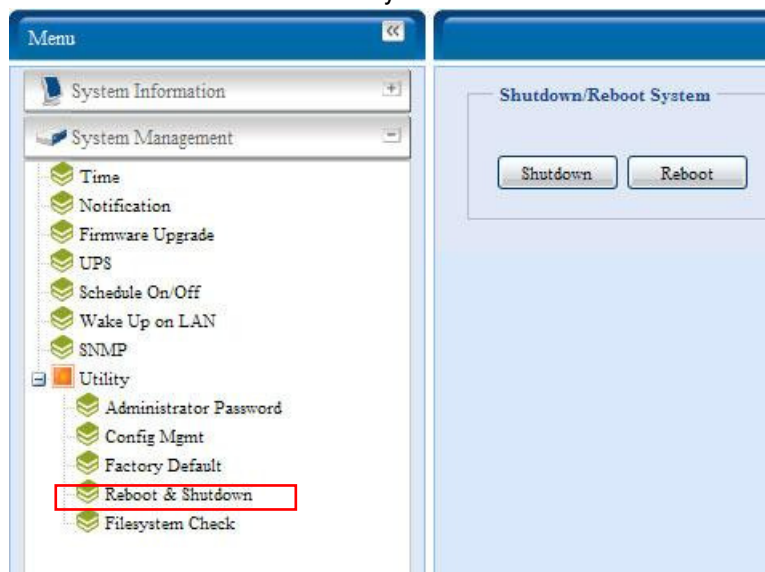 Menu
System Information
System Management
Time
Notification
Firmware Upgrade
UPS
Schedule On/Off
Wake Up on LAN
SNMP
Utility
Administrator Password
Config Mgmt
Factory Default
Reboot & Shutdown
Filesystem Check
Shutdown/Reboot System
Shutdown Reboot